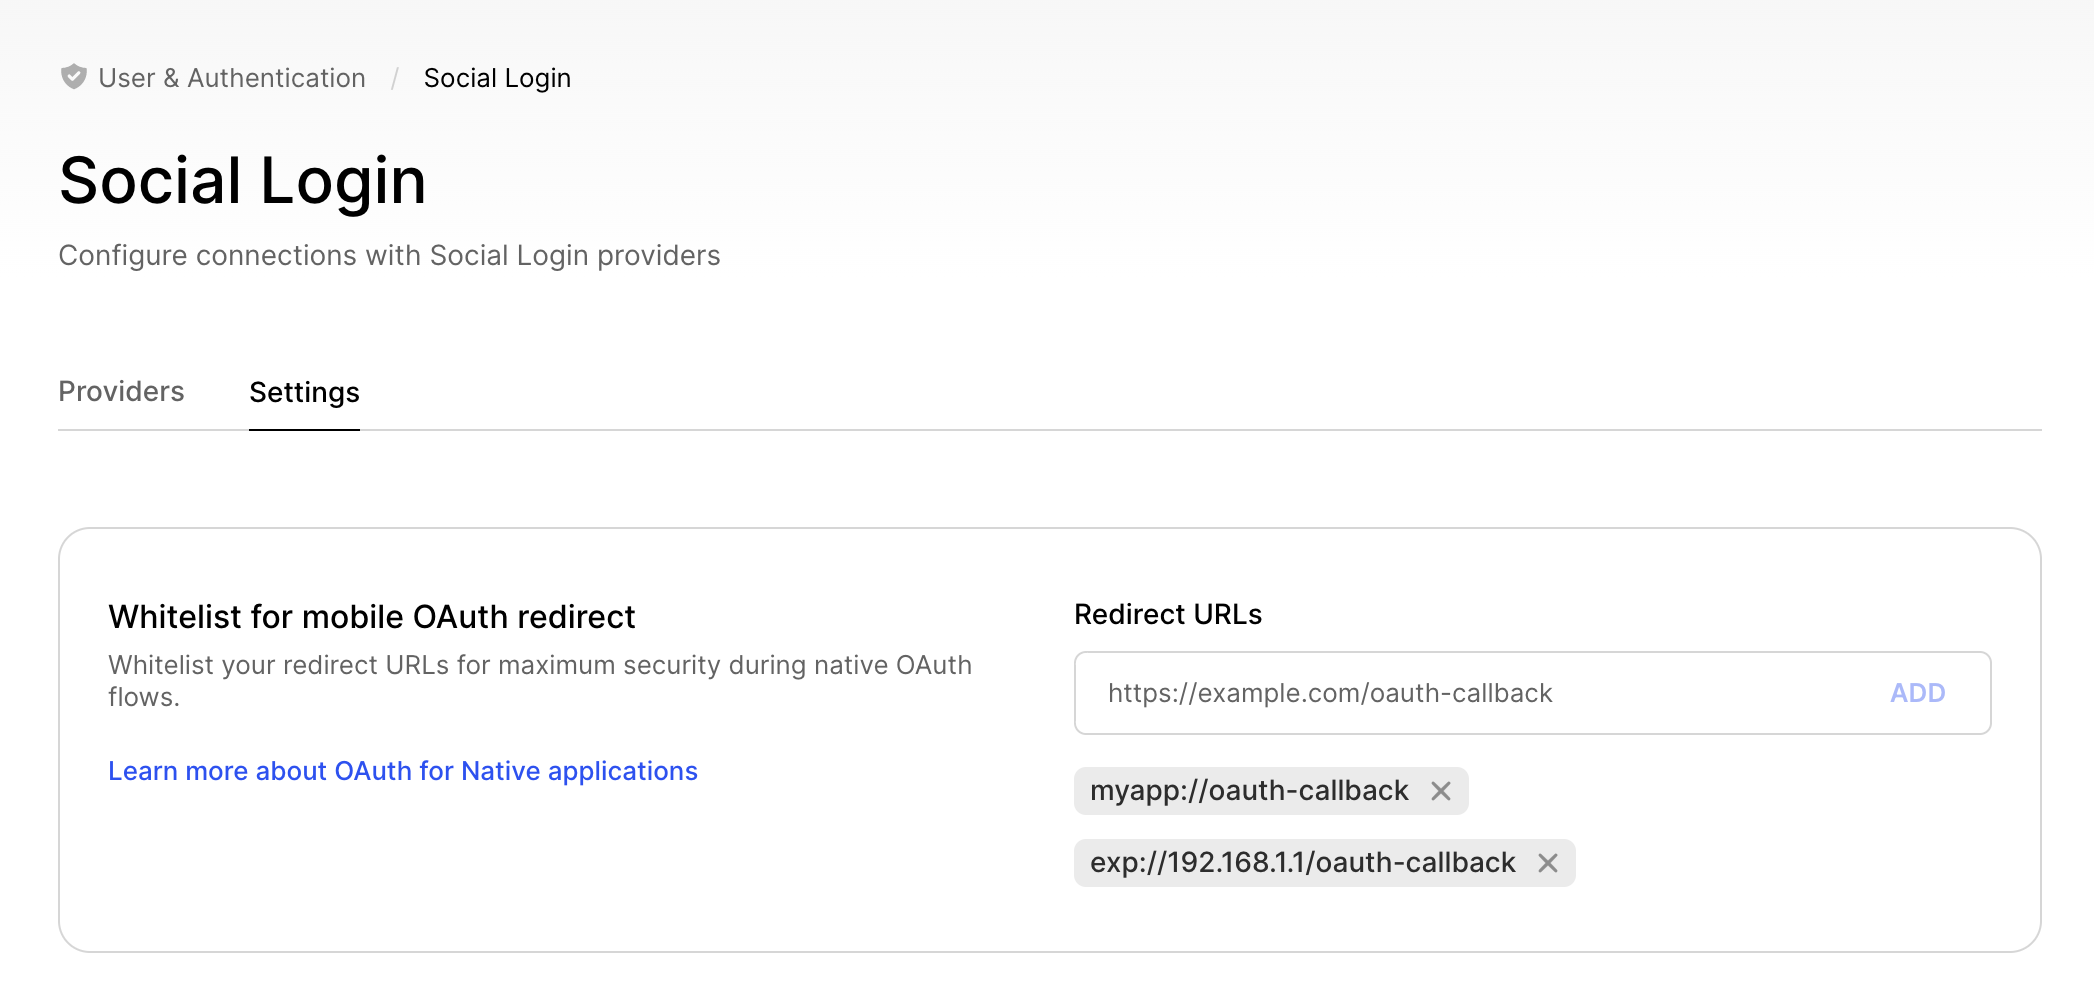 User & Authentication / Social Login
Social Login
Configure connections with Social Login providers
Providers Settings
Whitelist for mobile OAuth redirect
Whitelist your redirect URLs for maximum security during native OAuth
flows.
Learn more about OAuth for Native applications
Redirect URLs
https://example.com/oauth-callback ADD
myapp://oauth-callback
exp://192.168.1.1/oauth-callback